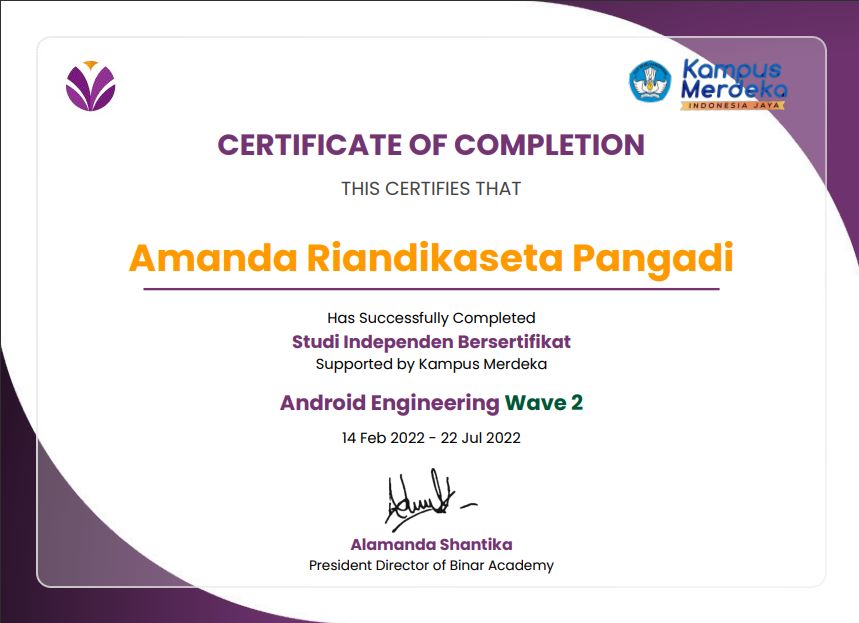 Kampus
Merdeka
INDONESIA JAYA
CERTIFICATE OF COMPLETION
THIS CERTIFIES THAT
Amanda Riandikaseta Pangadi
Has Successfully Completed
Studi Independen Bersertifikat
Supported by Kampus Merdeka
Android Engineering Wave 2
14 Feb 2022 - 22 Jul 2022
Alamanda Shantika
President Director of Binar Academy